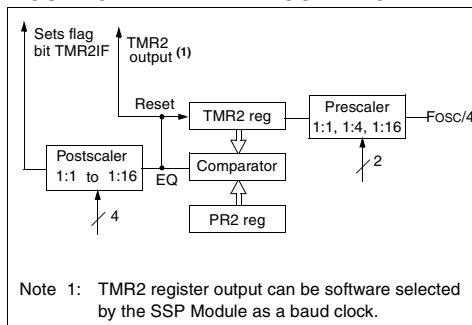 Sets flag
bit TMR2IF
TMR2
output (1)
Reset
TMR2 reg
Prescaler
1:1, 1:4, 1:16
FOSC/4
2
Postscaler
1:1 to 1:16
EQ
Comparator
4
PR2 reg
Note 1: TMR2 register output can be software selected
by the SSP Module as a baud clock.